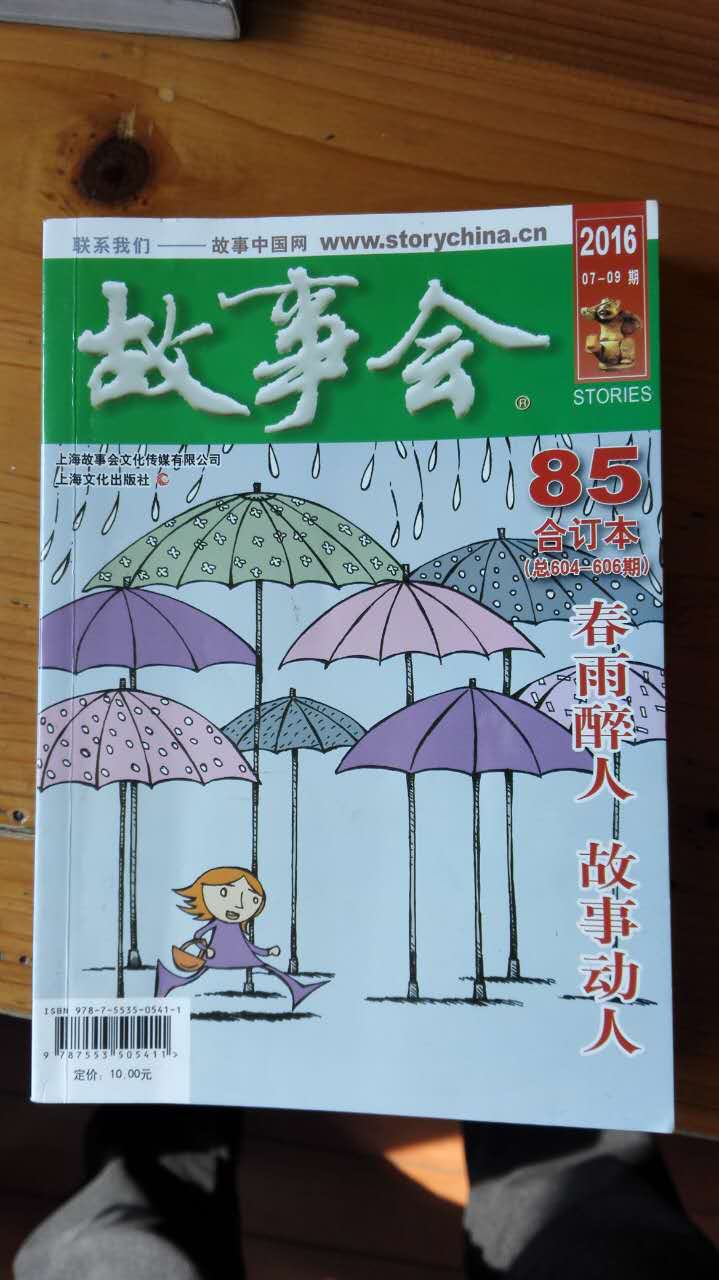 联系我们——故事中国网 www.storychina.cn
2016
07-09 期
故事会®
STORIES
上海故事会文化传媒有限公司
上海文化出版社
85
合订本
(总604-606期)
春雨醉人 故事动人
ISBN 978-7-5535-0541-1
9 787553 505411 >
定价：10.00元